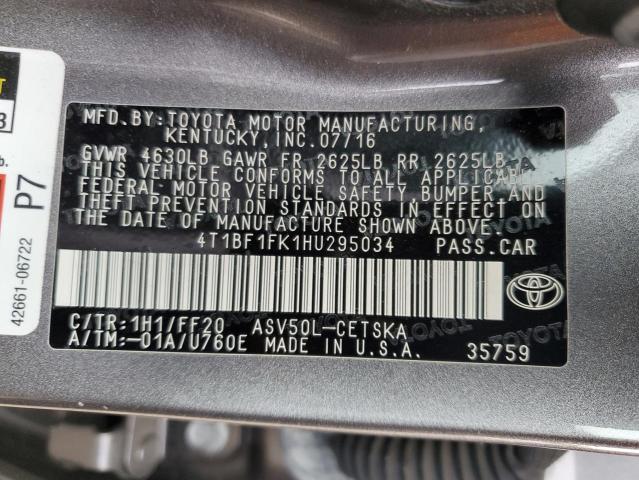 MFD.BY:TOYOTA MOTOR MANUFACTURING,
KENTUCKY, INC.07/16
GVWR 4630LB GAWR FR 2625LB RR 2625LB
THIS VEHICLE CONFORMS TO ALL APPLICABLE
FEDERAL MOTOR VEHICLE SAFETY,BUMPER,AND
THEFT PREVENTION STANDARDS IN EFFECT ON
THE DATE OF MANUFACTURE SHOWN ABOVE.
4T1BF1FK1HU295034 PASS.CAR
C/TR:1H1/FF20 ASV50L-CETSKA
A/TM:-01A/U760E MADE IN U.S.A. 35759
P7
42661-06722
3
b.
TOYOTA